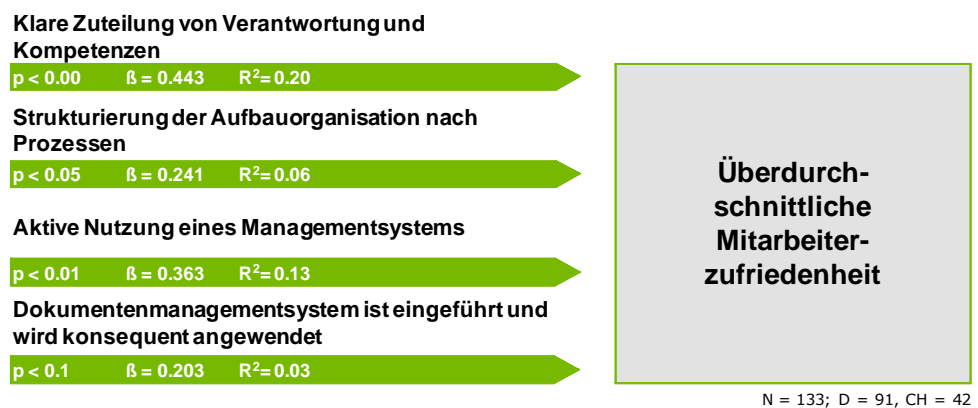 Klare Zuteilung von Verantwortung und
Kompetenzen
p < 0.00 ß = 0.443 R²= 0.20
Strukturierung der Aufbauorganisation nach
Prozessen
p < 0.05 ß = 0.241 R²= 0.06
Aktive Nutzung eines Managementsystems
p < 0.01 ß = 0.363 R²= 0.13
Dokumentenmanagementsystem ist eingeführt und
wird konsequent angewendet
p < 0.1 ß = 0.203 R²= 0.03
Überdurch-
schnittliche
Mitarbeiter-
zufriedenheit
N = 133; D = 91, CH = 42